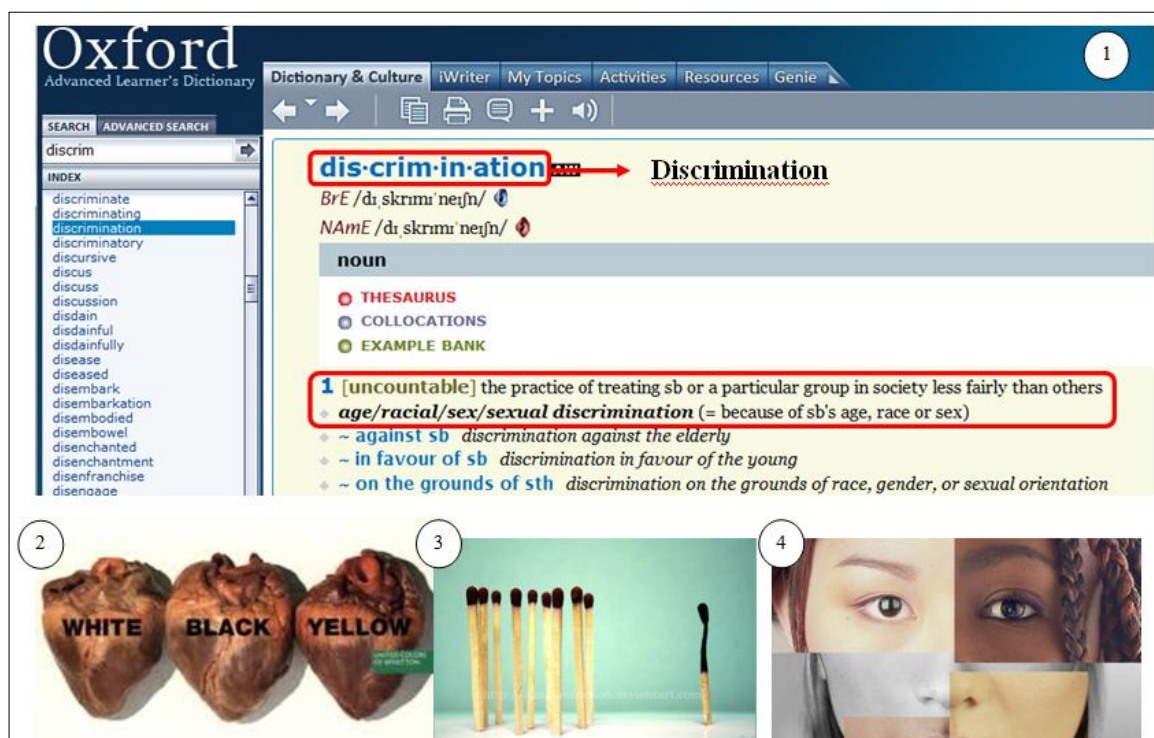 1
Oxford
Advanced Learner's Dictionary
Dictionary & Culture iWriter My Topics Activities Resources Genie
SEARCH ADVANCED SEARCH
discrim
INDEX
discriminate
discriminating
discrimination
discriminatory
discursive
discus
discuss
discussion
disdain
disdainful
disdainfully
disease
diseased
disembark
disembarkation
disembodied
disembowel
disenchanted
disenchantment
disenfranchise
disengage
dis·crim·in·ation Discrimination
BrE /dɪˌskrɪmɪˈneɪʃn/
NAmE /dɪˌskrɪmɪˈneɪʃn/
noun
THESAURUS
COLLOCATIONS
EXAMPLE BANK
1 [uncountable] the practice of treating sb or a particular group in society less fairly than others
age/racial/sex/sexual discrimination (= because of sb's age, race or sex)
~ against sb discrimination against the elderly
~ in favour of sb discrimination in favour of the young
~ on the grounds of sth discrimination on the grounds of race, gender, or sexual orientation
2
WHITE BLACK YELLOW
UNITED COLORS
OF BENETTON.
3
4